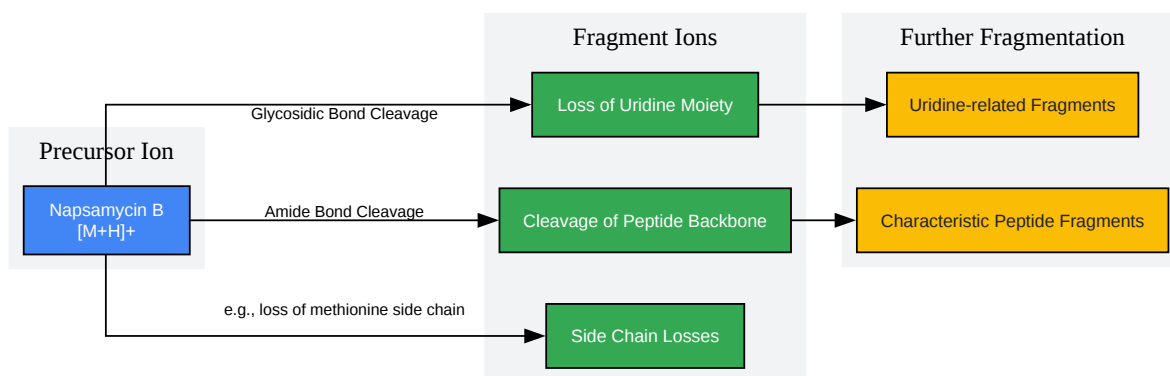 Fragment Ions
Further Fragmentation
Loss of Uridine Moiety
Uridine-related Fragments
Glycosidic Bond Cleavage
Precursor Ion
Napsamycin B
[M+H]+
Amide Bond Cleavage
Cleavage of Peptide Backbone
Characteristic Peptide Fragments
e.g., loss of methionine side chain
Side Chain Losses